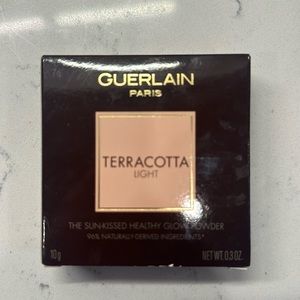 GUERLAIN
PARIS
TERRACOTTA
LIGHT
THE SUN-KISSED HEALTHY GLOW POWDER
96% NATURALLY-DERIVED INGREDIENTS*
10g NET WT. 0.3 OZ.